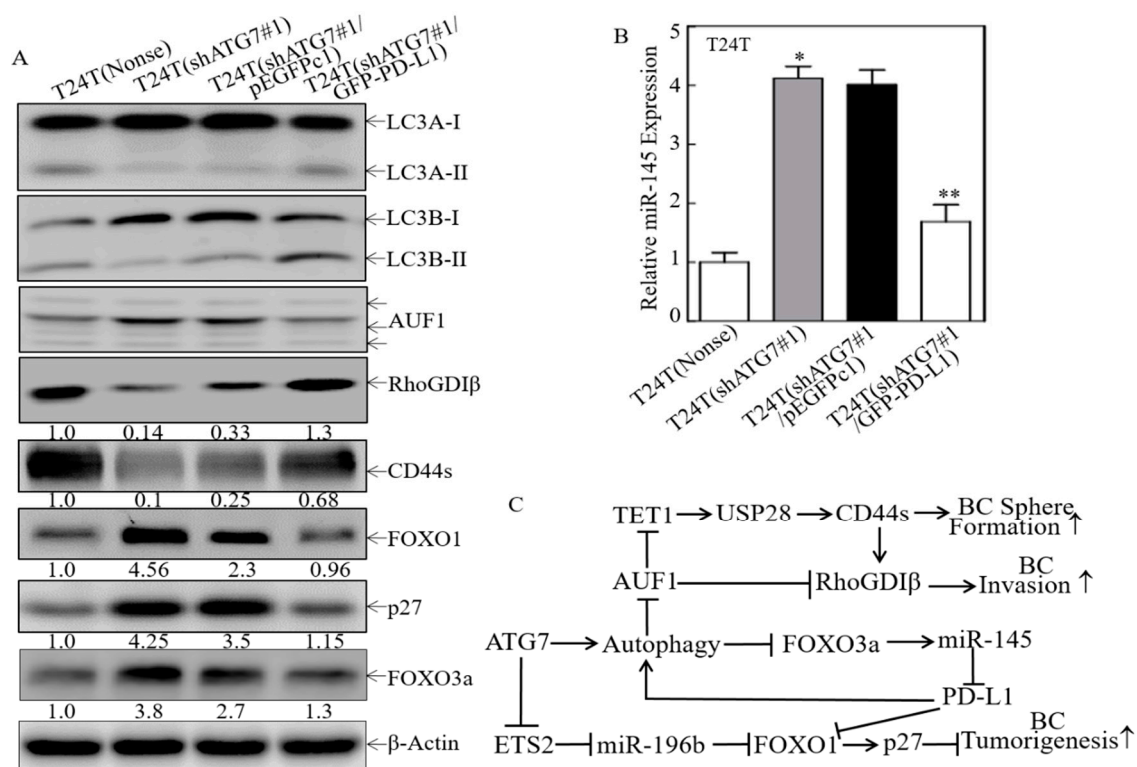 A
T24T(Nonse)
T24T(shATG7#1)
T24T(shATG7#1/
pEGFPc1)
T24T(shATG7#1/
GFP-PD-L1)
LC3A-I
LC3A-II
LC3B-I
LC3B-II
AUF1
RhoGDIβ
1.0 0.14 0.33 1.3
CD44s
1.0 0.1 0.25 0.68
FOXO1
1.0 4.56 2.3 0.96
p27
1.0 4.25 3.5 1.15
FOXO3a
1.0 3.8 2.7 1.3
β-Actin
B
T24T
Relative miR-145 Expression
5
4
3
2
1
0
*
**
T24T(Nonse)
T24T(shATG7#1)
T24T(shATG7#1
/pEGFPc1)
T24T(shATG7#1
/GFP-PD-L1)
C
TET1 USP28 CD44s BC Sphere
Formation ↑
AUF1 RhoGDIβ BC
Invasion ↑
ATG7 Autophagy FOXO3a miR-145
PD-L1
ETS2 miR-196b FOXO1 p27 BC
Tumorigenesis ↑